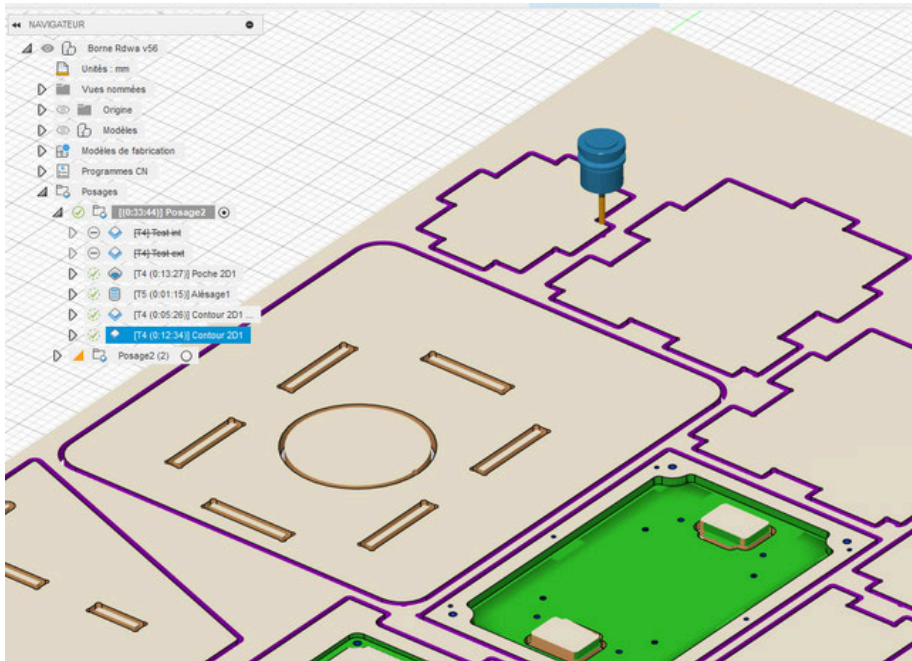 NAVIGATEUR
Borne Rdwa v56
Unités : mm
Vues nommées
Origine
Modèles
Modèles de fabrication
Programmes CN
Posages
[(0:33:44)] Posage2
[T4] Test int
[T4] Test ext
[T4 (0:13:27)] Poche 2D1
[T5 (0:01:15)] Alésage1
[T4 (0:05:26)] Contour 2D1 ...
[T4 (0:12:34)] Contour 2D1
Posage2 (2)